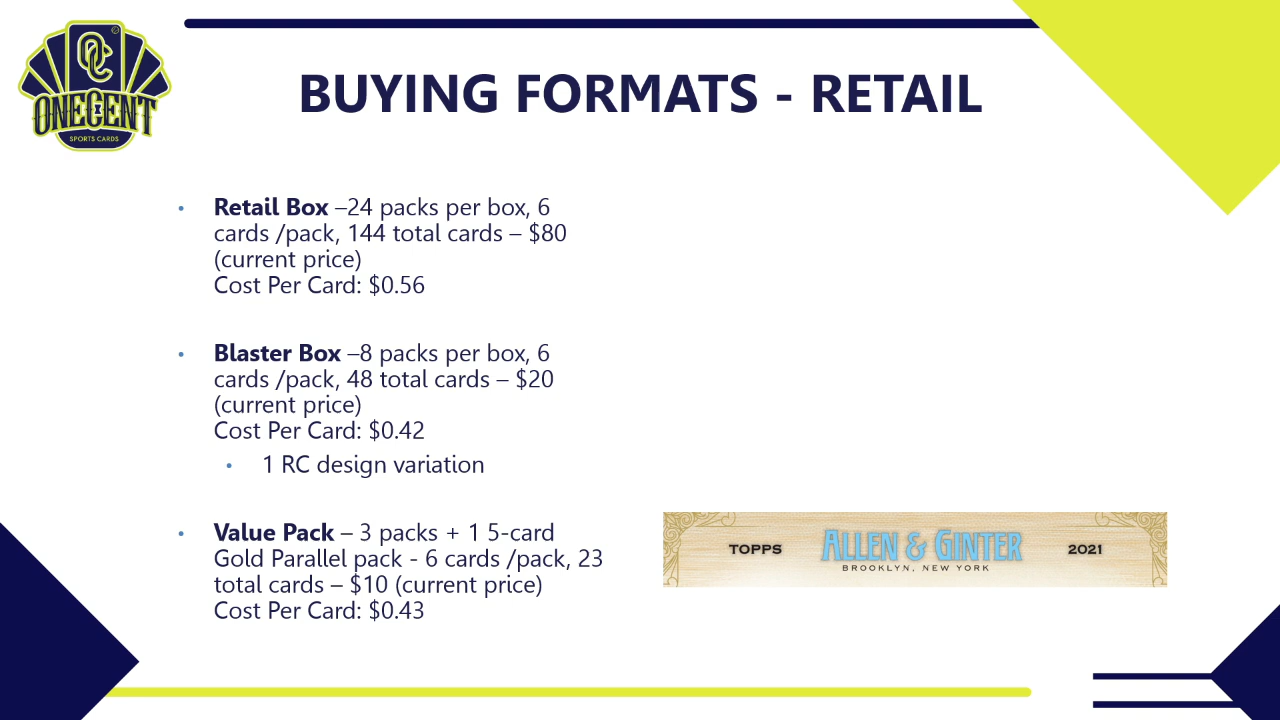 OC
ONECENT
SPORTS CARDS
BUYING FORMATS - RETAIL
• Retail Box –24 packs per box, 6
cards /pack, 144 total cards – $80
(current price)
Cost Per Card: $0.56
• Blaster Box –8 packs per box, 6
cards /pack, 48 total cards – $20
(current price)
Cost Per Card: $0.42
• 1 RC design variation
• Value Pack – 3 packs + 1 5-card
Gold Parallel pack - 6 cards /pack, 23
total cards – $10 (current price)
Cost Per Card: $0.43
TOPPS ALLEN & GINTER 2021
BROOKLYN, NEW YORK